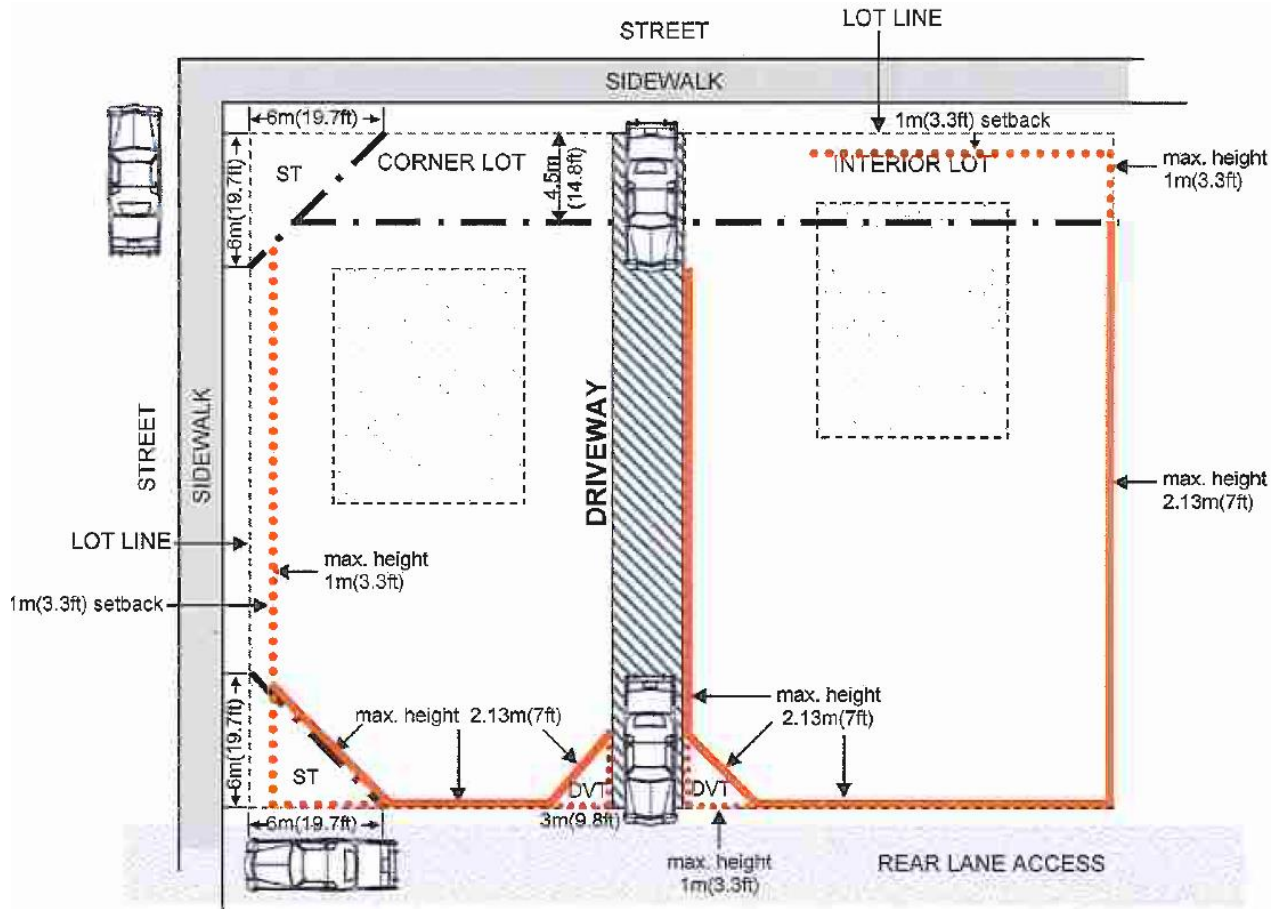 STREET
LOT LINE
SIDEWALK
6m(19.7ft)
1m(3.3ft) setback
ST
CORNER LOT
4.5m
(14.8ft)
INTERIOR LOT
max. height
1m(3.3ft)
6m(19.7ft)
STREET
SIDEWALK
DRIVEWAY
max. height
2.13m(7ft)
LOT LINE
max. height
1m(3.3ft)
1m(3.3ft) setback
max. height
2.13m(7ft)
max. height 2.13m(7ft)
6m(19.7ft)
ST
DVT
DVT
6m(19.7ft)
3m(9.8ft)
max. height
1m(3.3ft)
REAR LANE ACCESS